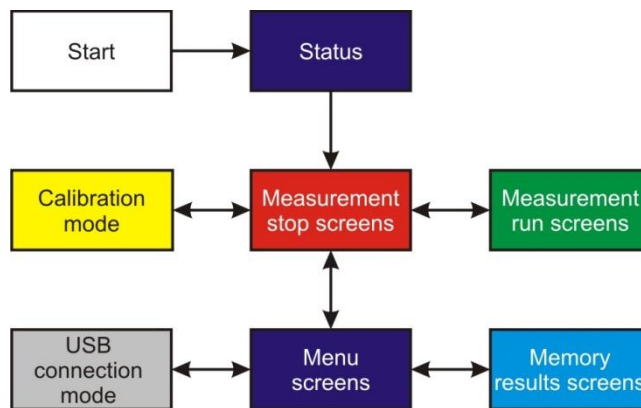 Start
Status
Calibration
mode
Measurement
stop screens
Measurement
run screens
USB
connection
mode
Menu
screens
Memory
results screens